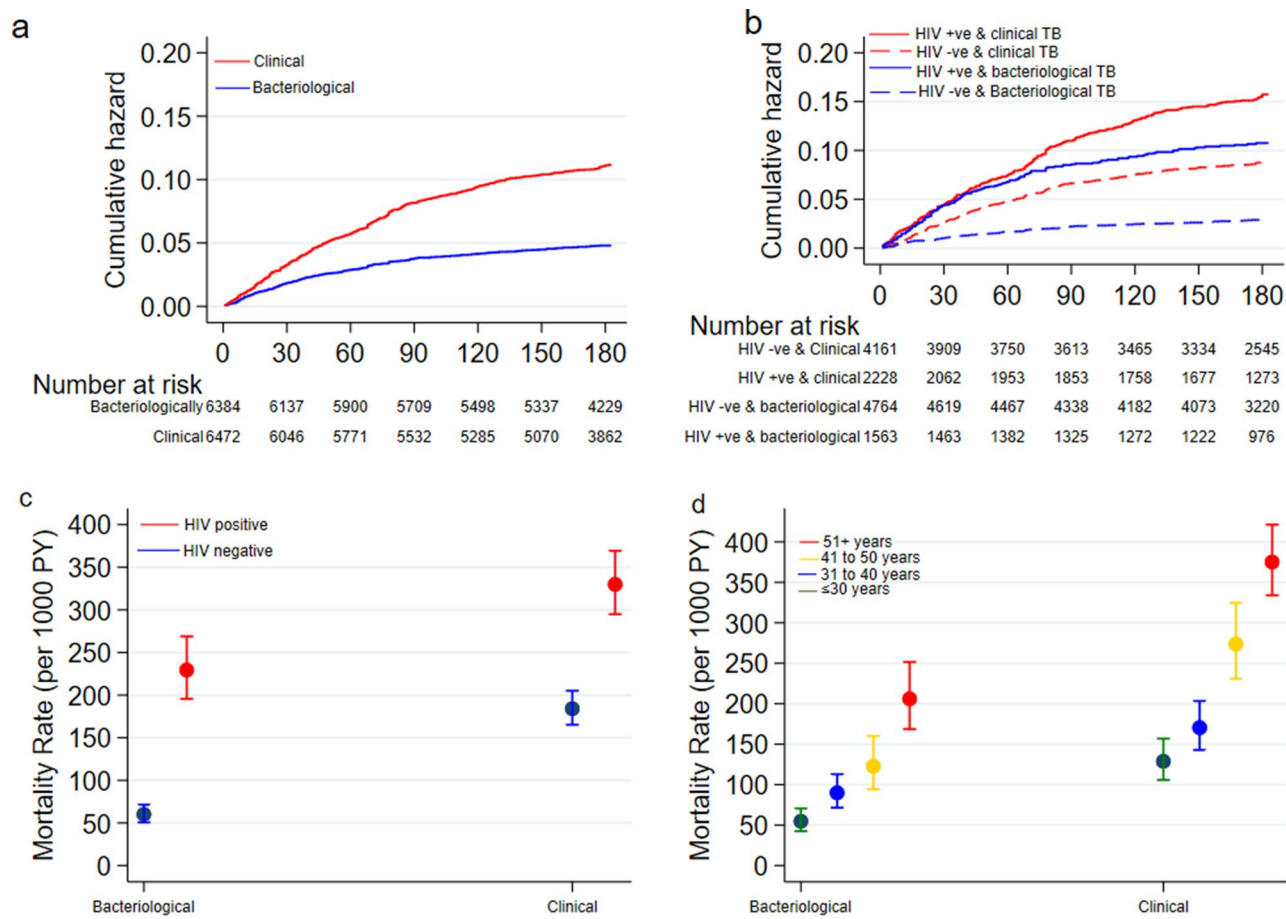 a
Cumulative hazard
0.20
0.15
0.10
0.05
0.00
Clinical
Bacteriological
0 30 60 90 120 150 180
Number at risk
Bacteriologically 6384 6137 5900 5709 5498 5337 4229
Clinical 6472 6046 5771 5532 5285 5070 3862
b
Cumulative hazard
0.20
0.15
0.10
0.05
0.00
HIV +ve & clinical TB
HIV -ve & clinical TB
HIV +ve & bacteriological TB
HIV -ve & Bacteriological TB
0 30 60 90 120 150 180
Number at risk
HIV -ve & Clinical 4161 3909 3750 3613 3465 3334 2545
HIV +ve & clinical 2228 2062 1953 1853 1758 1677 1273
HIV -ve & bacteriological 4764 4619 4467 4338 4182 4073 3220
HIV +ve & bacteriological 1563 1463 1382 1325 1272 1222 976
c
Mortality Rate (per 1000 PY)
400
350
300
250
200
150
100
50
0
HIV positive
HIV negative
Bacteriological Clinical
d
Mortality Rate (per 1000 PY)
400
350
300
250
200
150
100
50
0
51+ years
41 to 50 years
31 to 40 years
≤30 years
Bacteriological Clinical